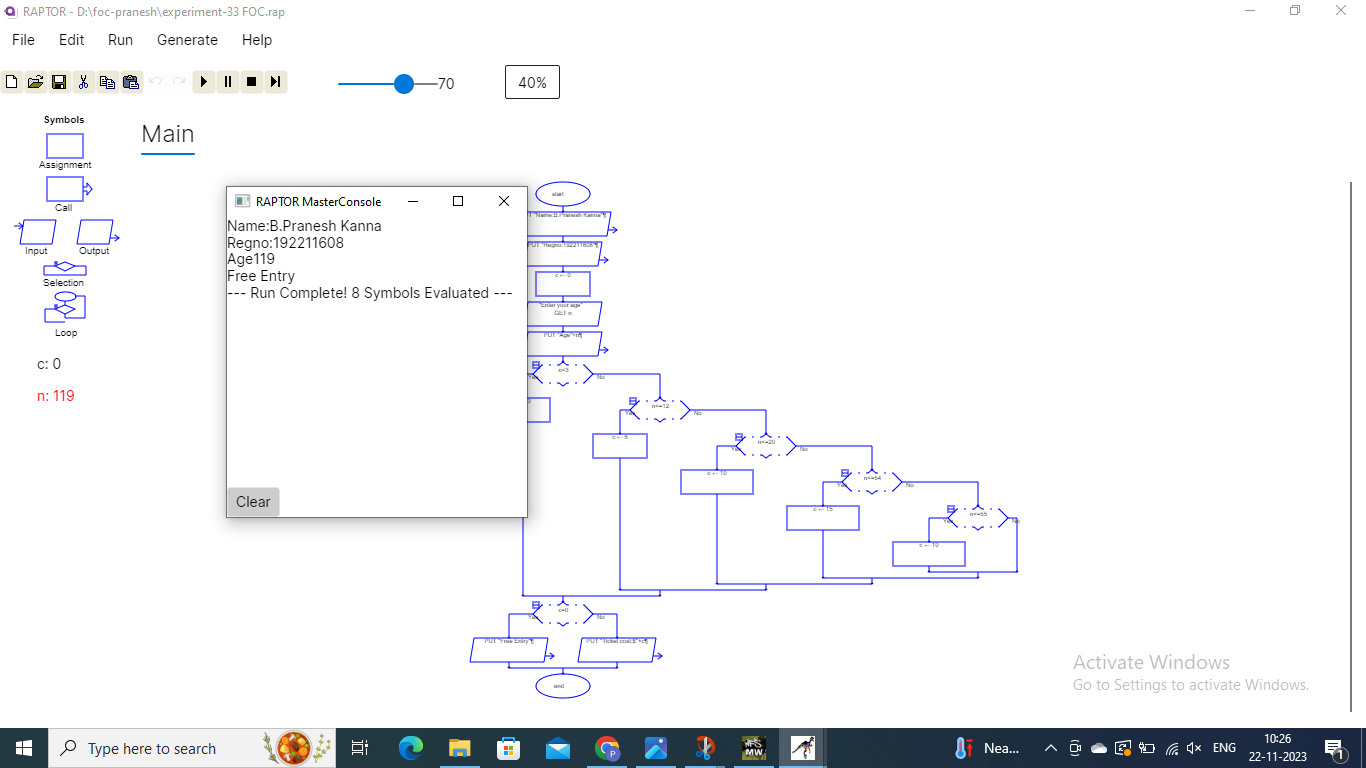 RAPTOR - D:\foc-pranesh\experiment-33 FOC.rap
File Edit Run Generate Help
70
40%
Symbols
Assignment
Call
Input Output
Selection
Loop
c: 0
n: 119
Main
RAPTOR MasterConsole
Name:B.Pranesh Kanna
Regno:192211608
Age119
Free Entry
--- Run Complete! 8 Symbols Evaluated ---
Clear
start
"Name:B.Pranesh Kanna"¶
PUT "Regno:192211608"¶
c ← 0
"Enter your age"
GET n
PUT "Age"+n¶
n<3
Yes No
n<=12
Yes No
c ← 5
n<=20
Yes No
c ← 10
n<=54
Yes No
c ← 15
n<=55
Yes No
c ← 10
c=0
Yes No
PUT "Free Entry"¶
PUT "Ticket cost:$"+c¶
end
Activate Windows
Go to Settings to activate Windows.
Type here to search
Nea...
ENG
10:26
22-11-2023
1